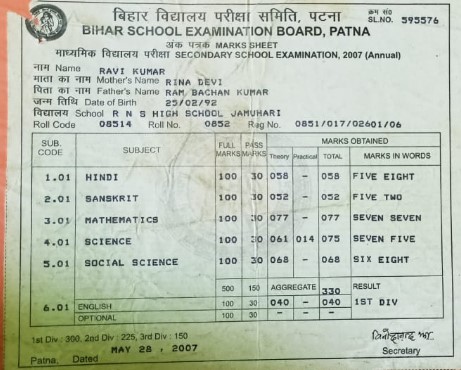 बिहार विद्यालय परीक्षा समिति, पटना
क्रम सं०
SL.NO. 595576
BIHAR SCHOOL EXAMINATION BOARD, PATNA
अंक पत्रक MARKS SHEET
माध्यमिक विद्यालय परीक्षा SECONDARY SCHOOL EXAMINATION, 2007 (Annual)
नाम Name RAVI KUMAR
माता का नाम Mother's Name RINA DEVI
पिता का नाम Father's Name RAM BACHAN KUMAR
जन्म तिथि Date of Birth 25/02/92
विद्यालय School R N S HIGH SCHOOL JAMUHARI
Roll Code 08514 Roll No. 0852 Reg No. 0851/017/02601/06
SUB. CODE SUBJECT FULL MARKS PASS MARKS MARKS OBTAINED
Theory Practical TOTAL MARKS IN WORDS
1.01 HINDI 100 30 058 - 058 FIVE EIGHT
2.01 SANSKRIT 100 30 052 - 052 FIVE TWO
3.01 MATHEMATICS 100 30 077 - 077 SEVEN SEVEN
4.01 SCIENCE 100 30 061 014 075 SEVEN FIVE
5.01 SOCIAL SCIENCE 100 30 068 - 068 SIX EIGHT
500 150 AGGREGATE 330 RESULT
6.01 ENGLISH 100 30 040 - 040 1ST DIV
OPTIONAL 100 30 - - -
1st Div : 300, 2nd Div : 225, 3rd Div : 150
Patna, Dated MAY 28, 2007
Secretary